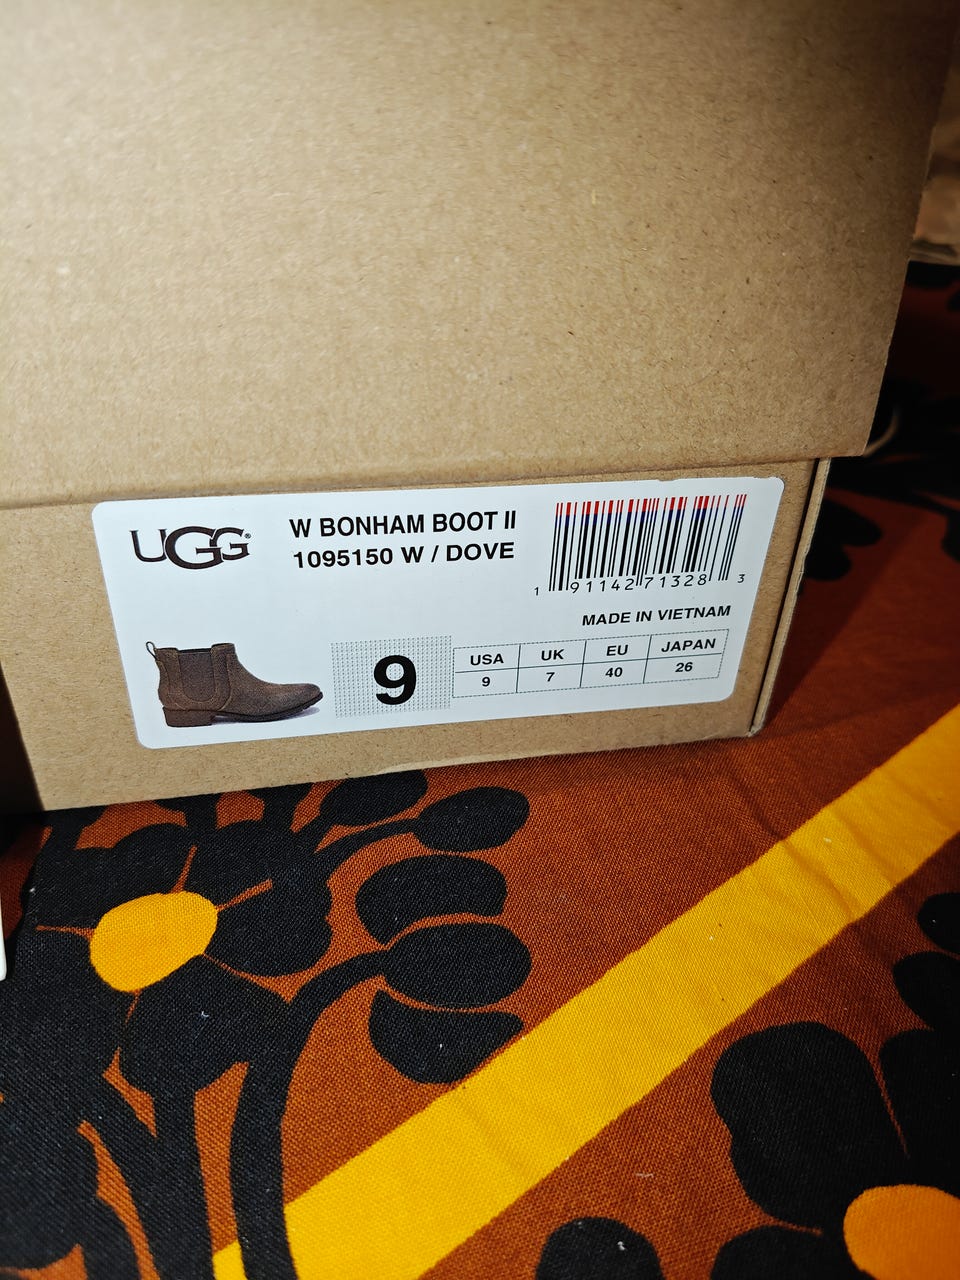 UGG®
W BONHAM BOOT II
1095150 W / DOVE
1 91142 71328 3
MADE IN VIETNAM
9
USA UK EU JAPAN
9 7 40 26